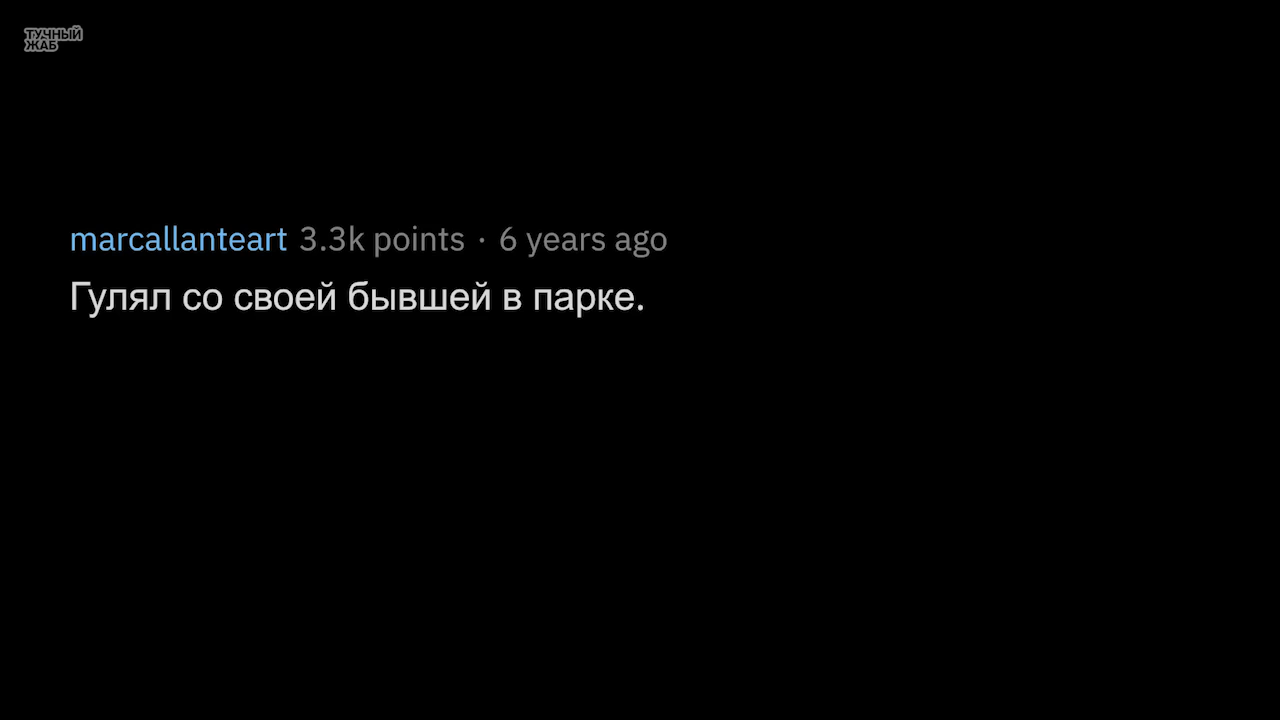 ТУЧНЫЙ
ЖАБ
marcallanteart 3.3k points · 6 years ago
Гулял со своей бывшей в парке.